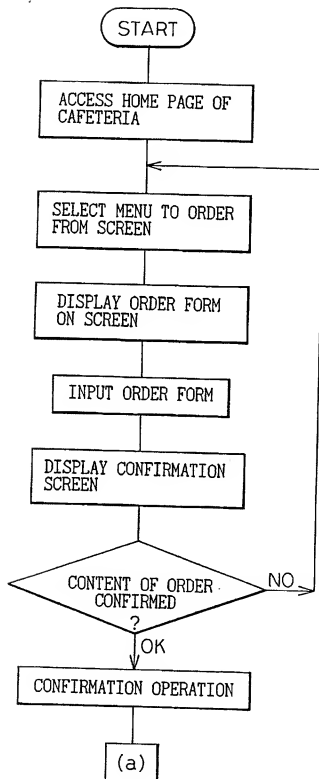 START
ACCESS HOME PAGE OF
CAFETERIA
SELECT MENU TO ORDER
FROM SCREEN
DISPLAY ORDER FORM
ON SCREEN
INPUT ORDER FORM
DISPLAY CONFIRMATION
SCREEN
CONTENT OF ORDER
CONFIRMED
?
NO
OK
CONFIRMATION OPERATION
(a)